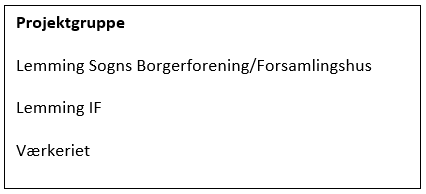 Projektgruppe
Lemming Sogns Borgerforening/Forsamlingshus
Lemming IF
Værkeriet